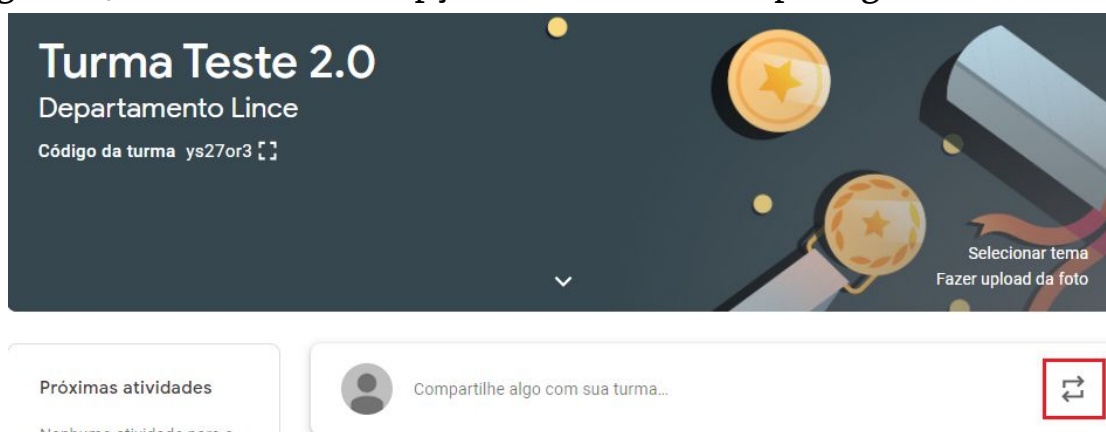 Turma Teste 2.0
Departamento Lince
Código da turma ys27or3
Selecionar tema
Fazer upload da foto
Próximas atividades
Compartilhe algo com sua turma...